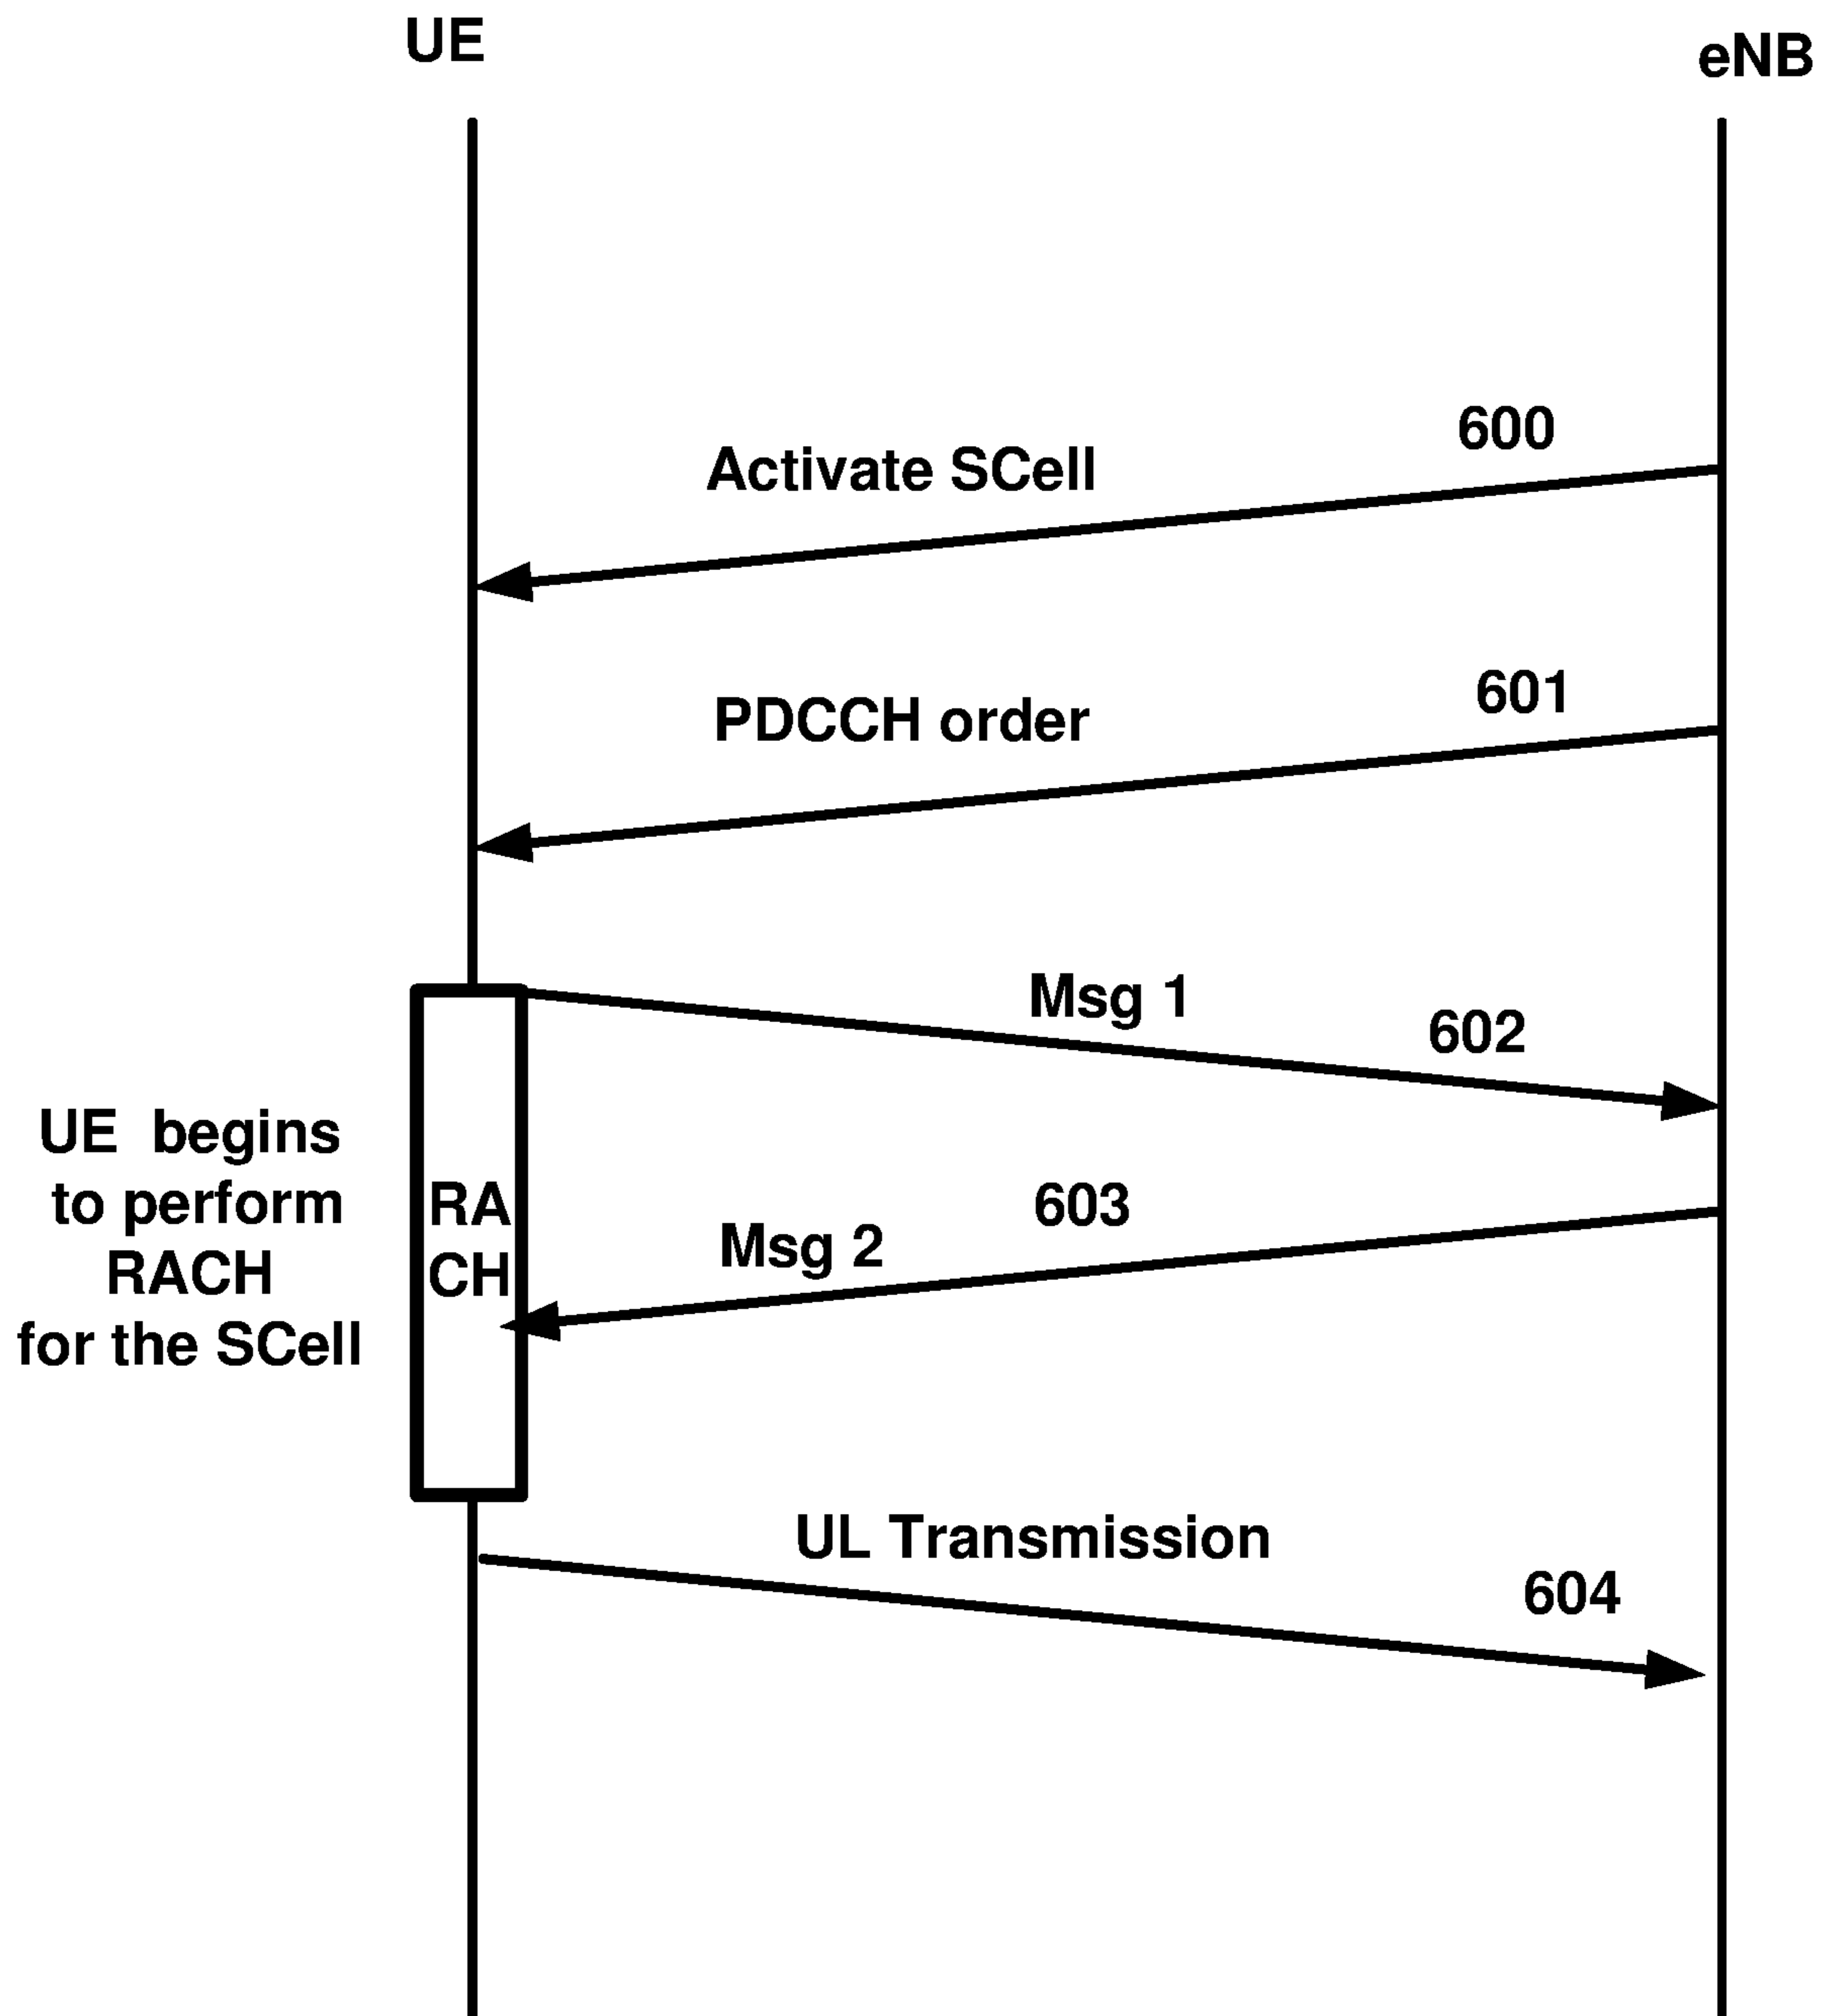 UE
eNB
600
Activate SCell
601
PDCCH order
Msg 1
602
UE begins
to perform
RACH
for the SCell
RA
CH
603
Msg 2
UL Transmission
604